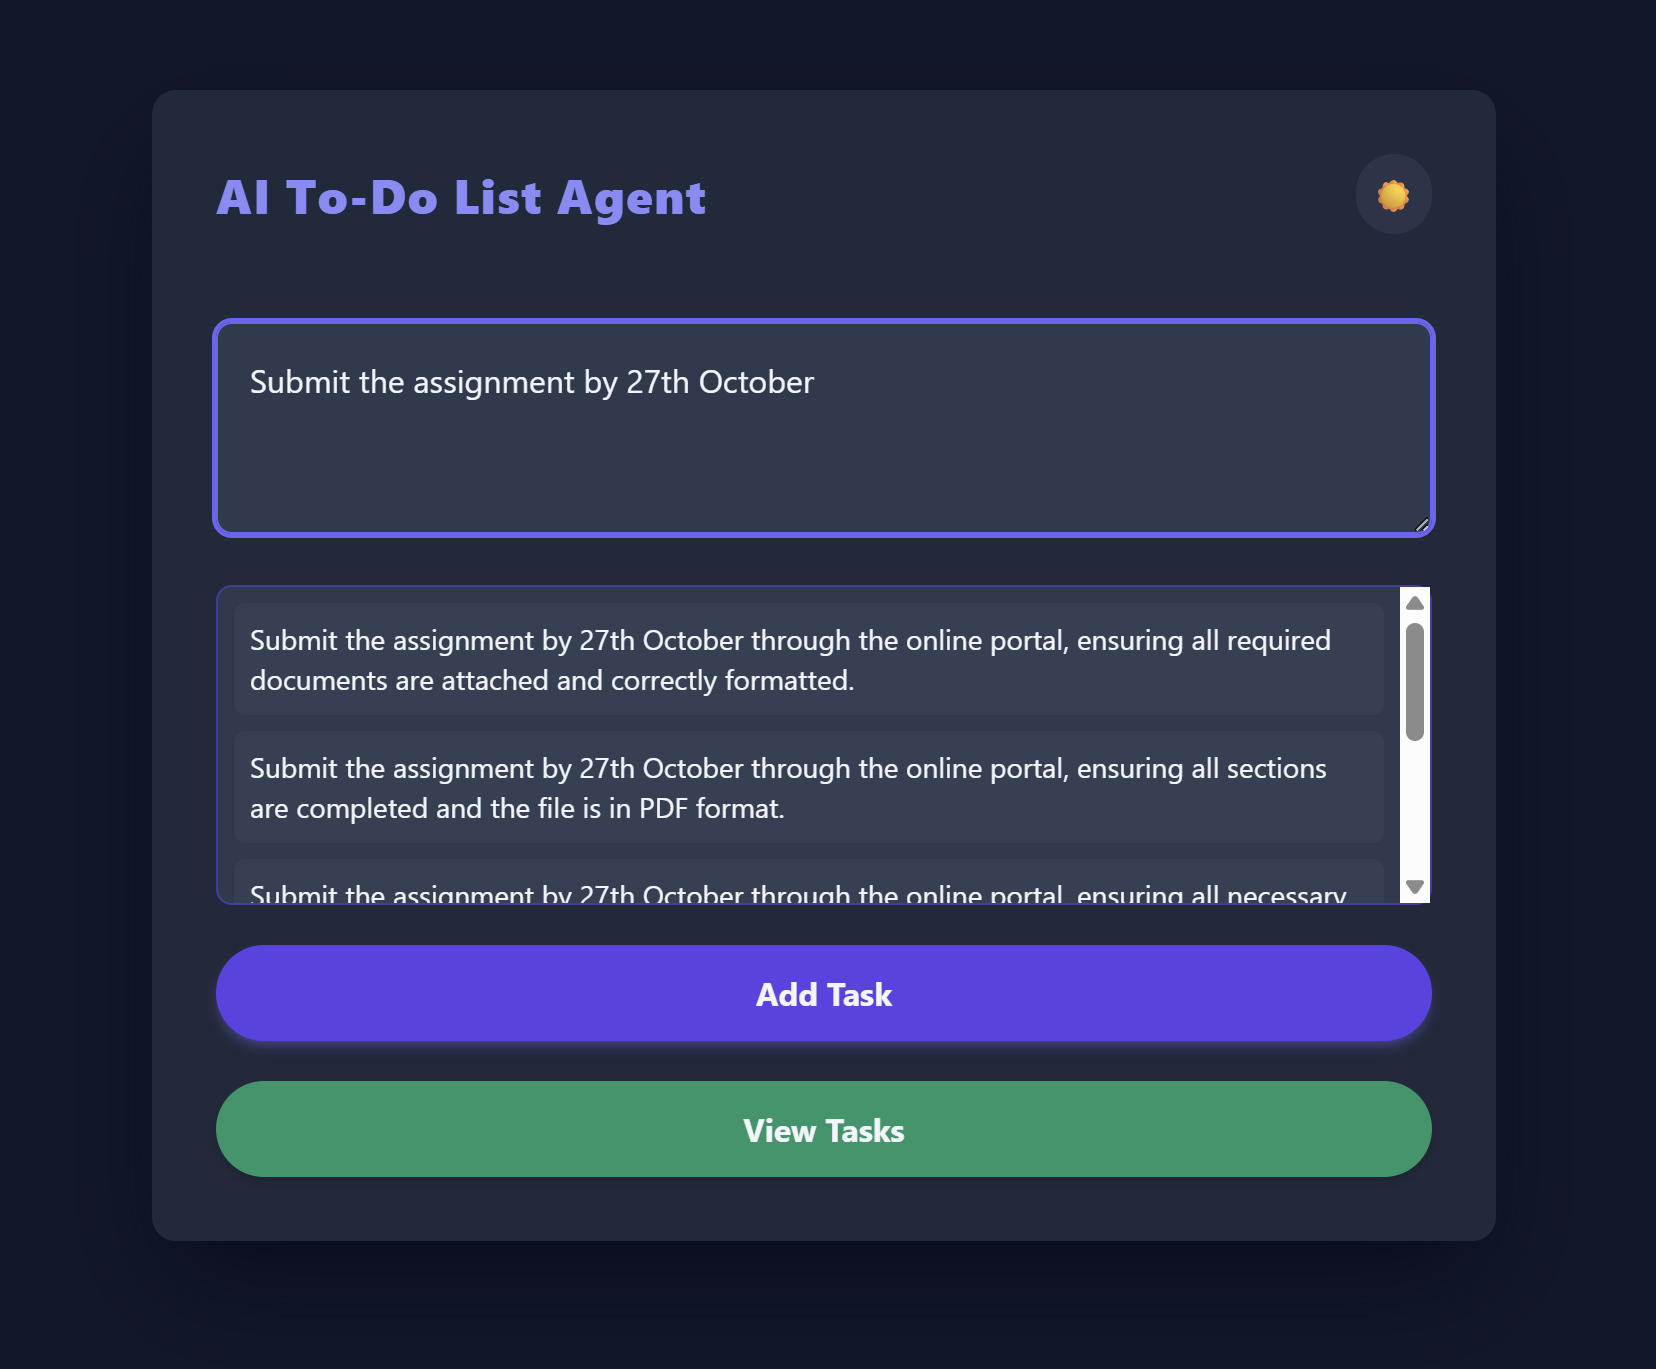 AI To-Do List Agent
Submit the assignment by 27th October
Submit the assignment by 27th October through the online portal, ensuring all required
documents are attached and correctly formatted.
Submit the assignment by 27th October through the online portal, ensuring all sections
are completed and the file is in PDF format.
Submit the assignment by 27th October through the online portal, ensuring all necessary
Add Task
View Tasks